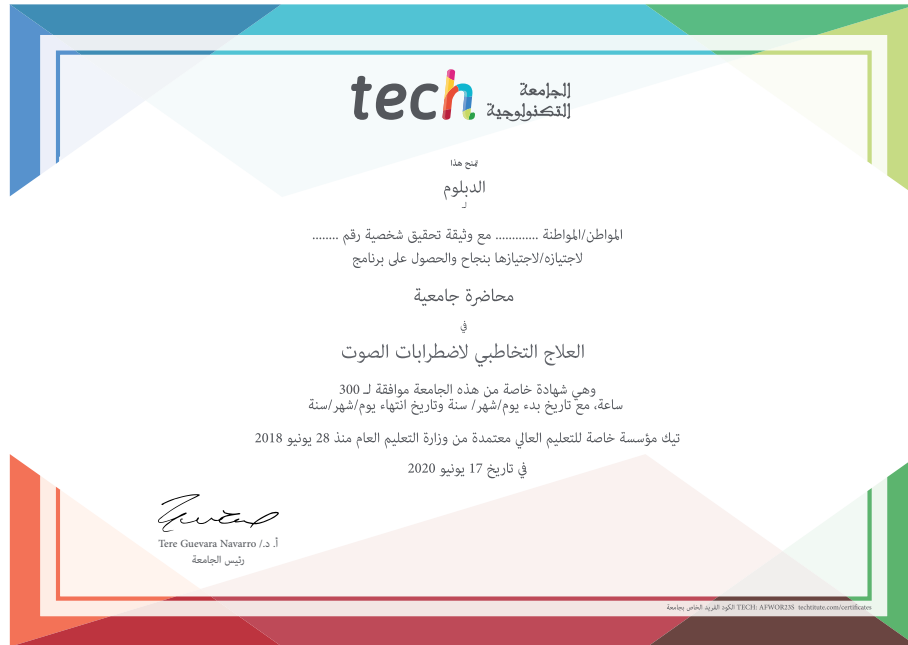 tech
الجامعة
التكنولوجية
تمنح هذا
الدبلوم
لـ
المواطن/المواطنة ............. مع وثيقة تحقيق شخصية رقم ........
لاجتيازه/لاجتيازها بنجاح والحصول على برنامج
محاضرة جامعية
في
العلاج التخاطبي لاضطرابات الصوت
وهي شهادة خاصة من هذه الجامعة موافقة لـ 300
ساعة، مع تاريخ بدء يوم/شهر/ سنة وتاريخ انتهاء يوم/شهر/سنة
تيك مؤسسة خاصة للتعليم العالي معتمدة من وزارة التعليم العام منذ 28 يونيو 2018
في تاريخ 17 يونيو 2020
أ. د./ Tere Guevara Navarro
رئيس الجامعة
الكود الفريد الخاص بجامعة TECH: AFWOR23S techtitute.com/certificates